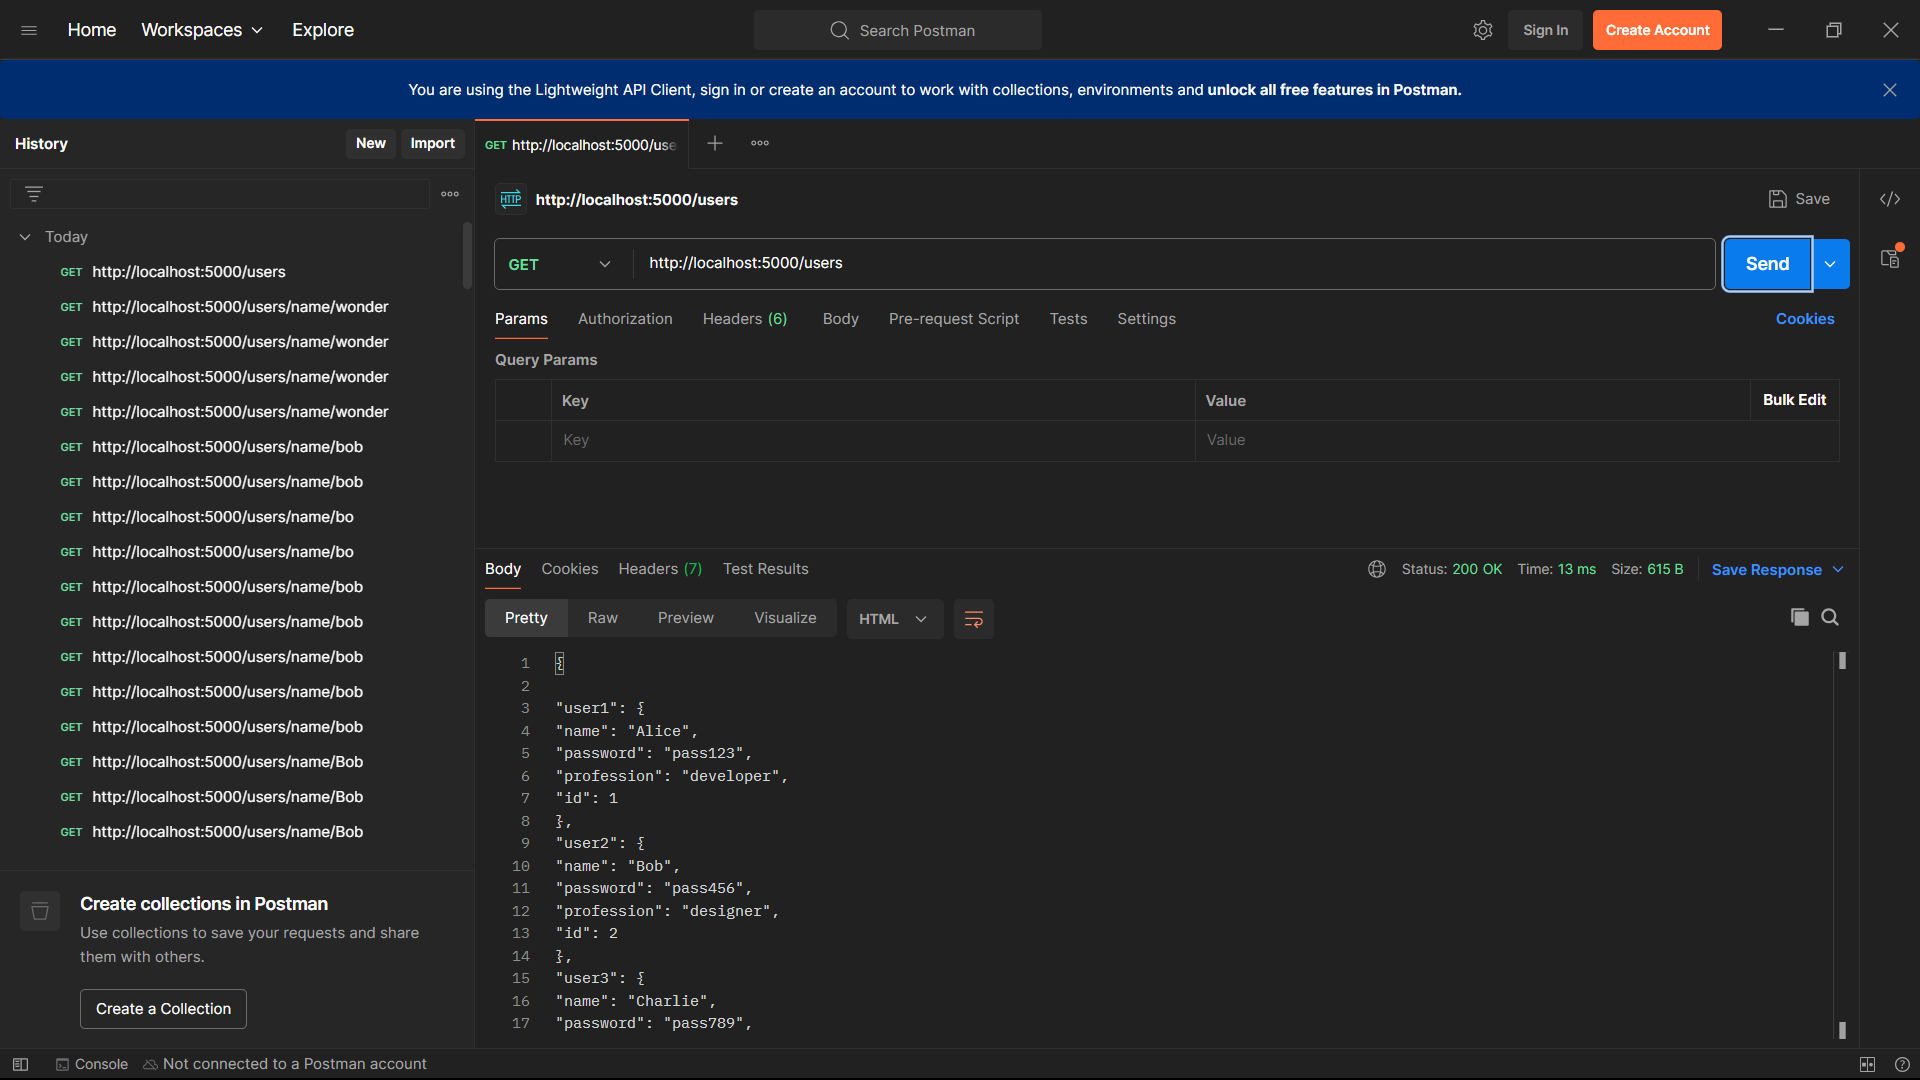 Home
Workspaces
Explore
Search Postman
Sign In
Create Account
You are using the Lightweight API Client, sign in or create an account to work with collections, environments and unlock all free features in Postman.
History
New
Import
GET http://localhost:5000/use
Today
GET http://localhost:5000/users
GET http://localhost:5000/users/name/wonder
GET http://localhost:5000/users/name/wonder
GET http://localhost:5000/users/name/wonder
GET http://localhost:5000/users/name/wonder
GET http://localhost:5000/users/name/bob
GET http://localhost:5000/users/name/bob
GET http://localhost:5000/users/name/bo
GET http://localhost:5000/users/name/bo
GET http://localhost:5000/users/name/bob
GET http://localhost:5000/users/name/bob
GET http://localhost:5000/users/name/bob
GET http://localhost:5000/users/name/bob
GET http://localhost:5000/users/name/bob
GET http://localhost:5000/users/name/Bob
GET http://localhost:5000/users/name/Bob
GET http://localhost:5000/users/name/Bob
Create collections in Postman
Use collections to save your requests and share
them with others.
Create a Collection
HTTP http://localhost:5000/users
Save
GET http://localhost:5000/users
Send
Params Authorization Headers (6) Body Pre-request Script Tests Settings Cookies
Query Params
Key Value Bulk Edit
Key Value
Body Cookies Headers (7) Test Results
Status: 200 OK Time: 13 ms Size: 615 B Save Response
Pretty Raw Preview Visualize HTML
1 {
2
3 "user1": {
4 "name": "Alice",
5 "password": "pass123",
6 "profession": "developer",
7 "id": 1
8 },
9 "user2": {
10 "name": "Bob",
11 "password": "pass456",
12 "profession": "designer",
13 "id": 2
14 },
15 "user3": {
16 "name": "Charlie",
17 "password": "pass789",
Console Not connected to a Postman account